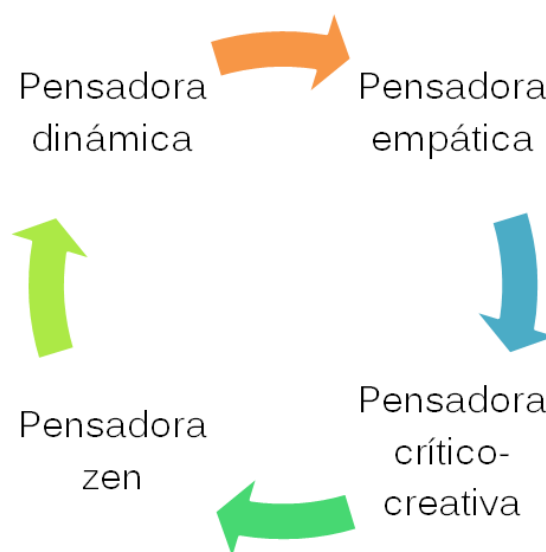 Pensadora
dinámica
Pensadora
empática
Pensadora
crítico-
creativa
Pensadora
zen